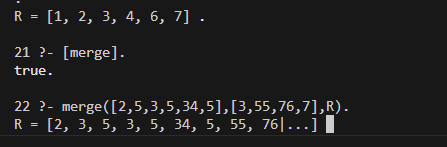 .
R = [1, 2, 3, 4, 6, 7] .
21 ?- [merge].
true.
22 ?- merge([2,5,3,5,34,5],[3,55,76,7],R).
R = [2, 3, 5, 3, 5, 34, 5, 55, 76|...]